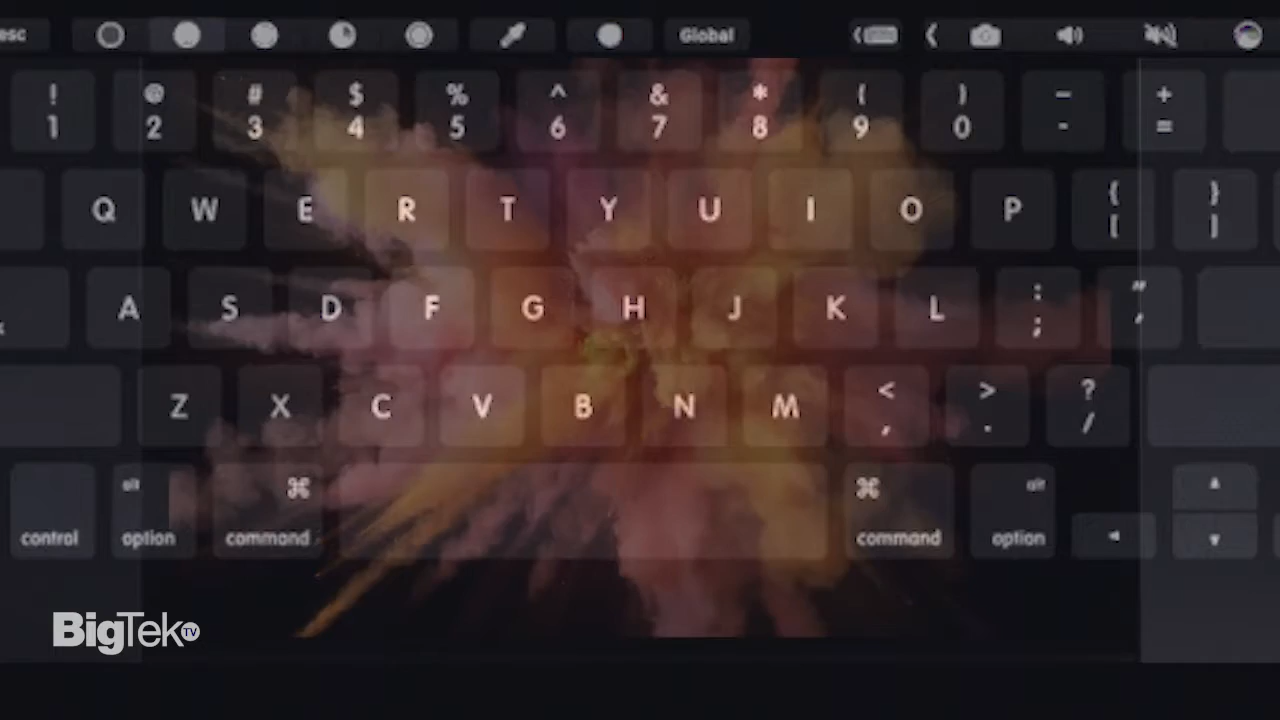 esc Global
! @ # $ % ^ & * ( ) — +
1 2 3 4 5 6 7 8 9 0 - =
Q W E R T Y U I O P { }
[ ]
A S D F G H J K L : "
; '
Z X C V B N M < > ?
, . /
alt ⌘ ⌘ alt
control option command command option
BigTek TV